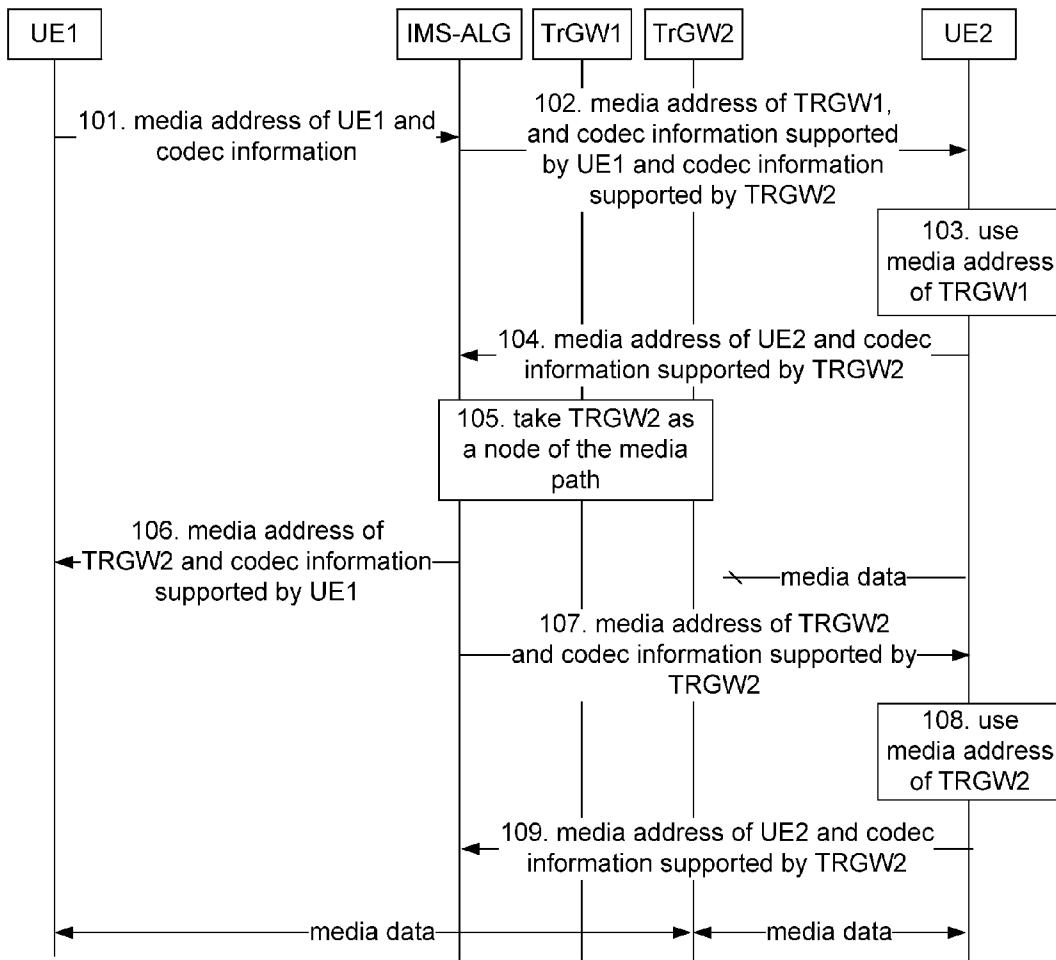 UE1
IMS-ALG
TrGW1
TrGW2
UE2
101. media address of UE1 and
codec information
102. media address of TRGW1,
and codec information supported
by UE1 and codec information
supported by TRGW2
103. use
media address
of TRGW1
104. media address of UE2 and codec
information supported by TRGW2
105. take TRGW2 as
a node of the media
path
106. media address of
TRGW2 and codec information
supported by UE1
media data
107. media address of TRGW2
and codec information supported by
TRGW2
108. use
media address
of TRGW2
109. media address of UE2 and codec
information supported by TRGW2
media data
media data